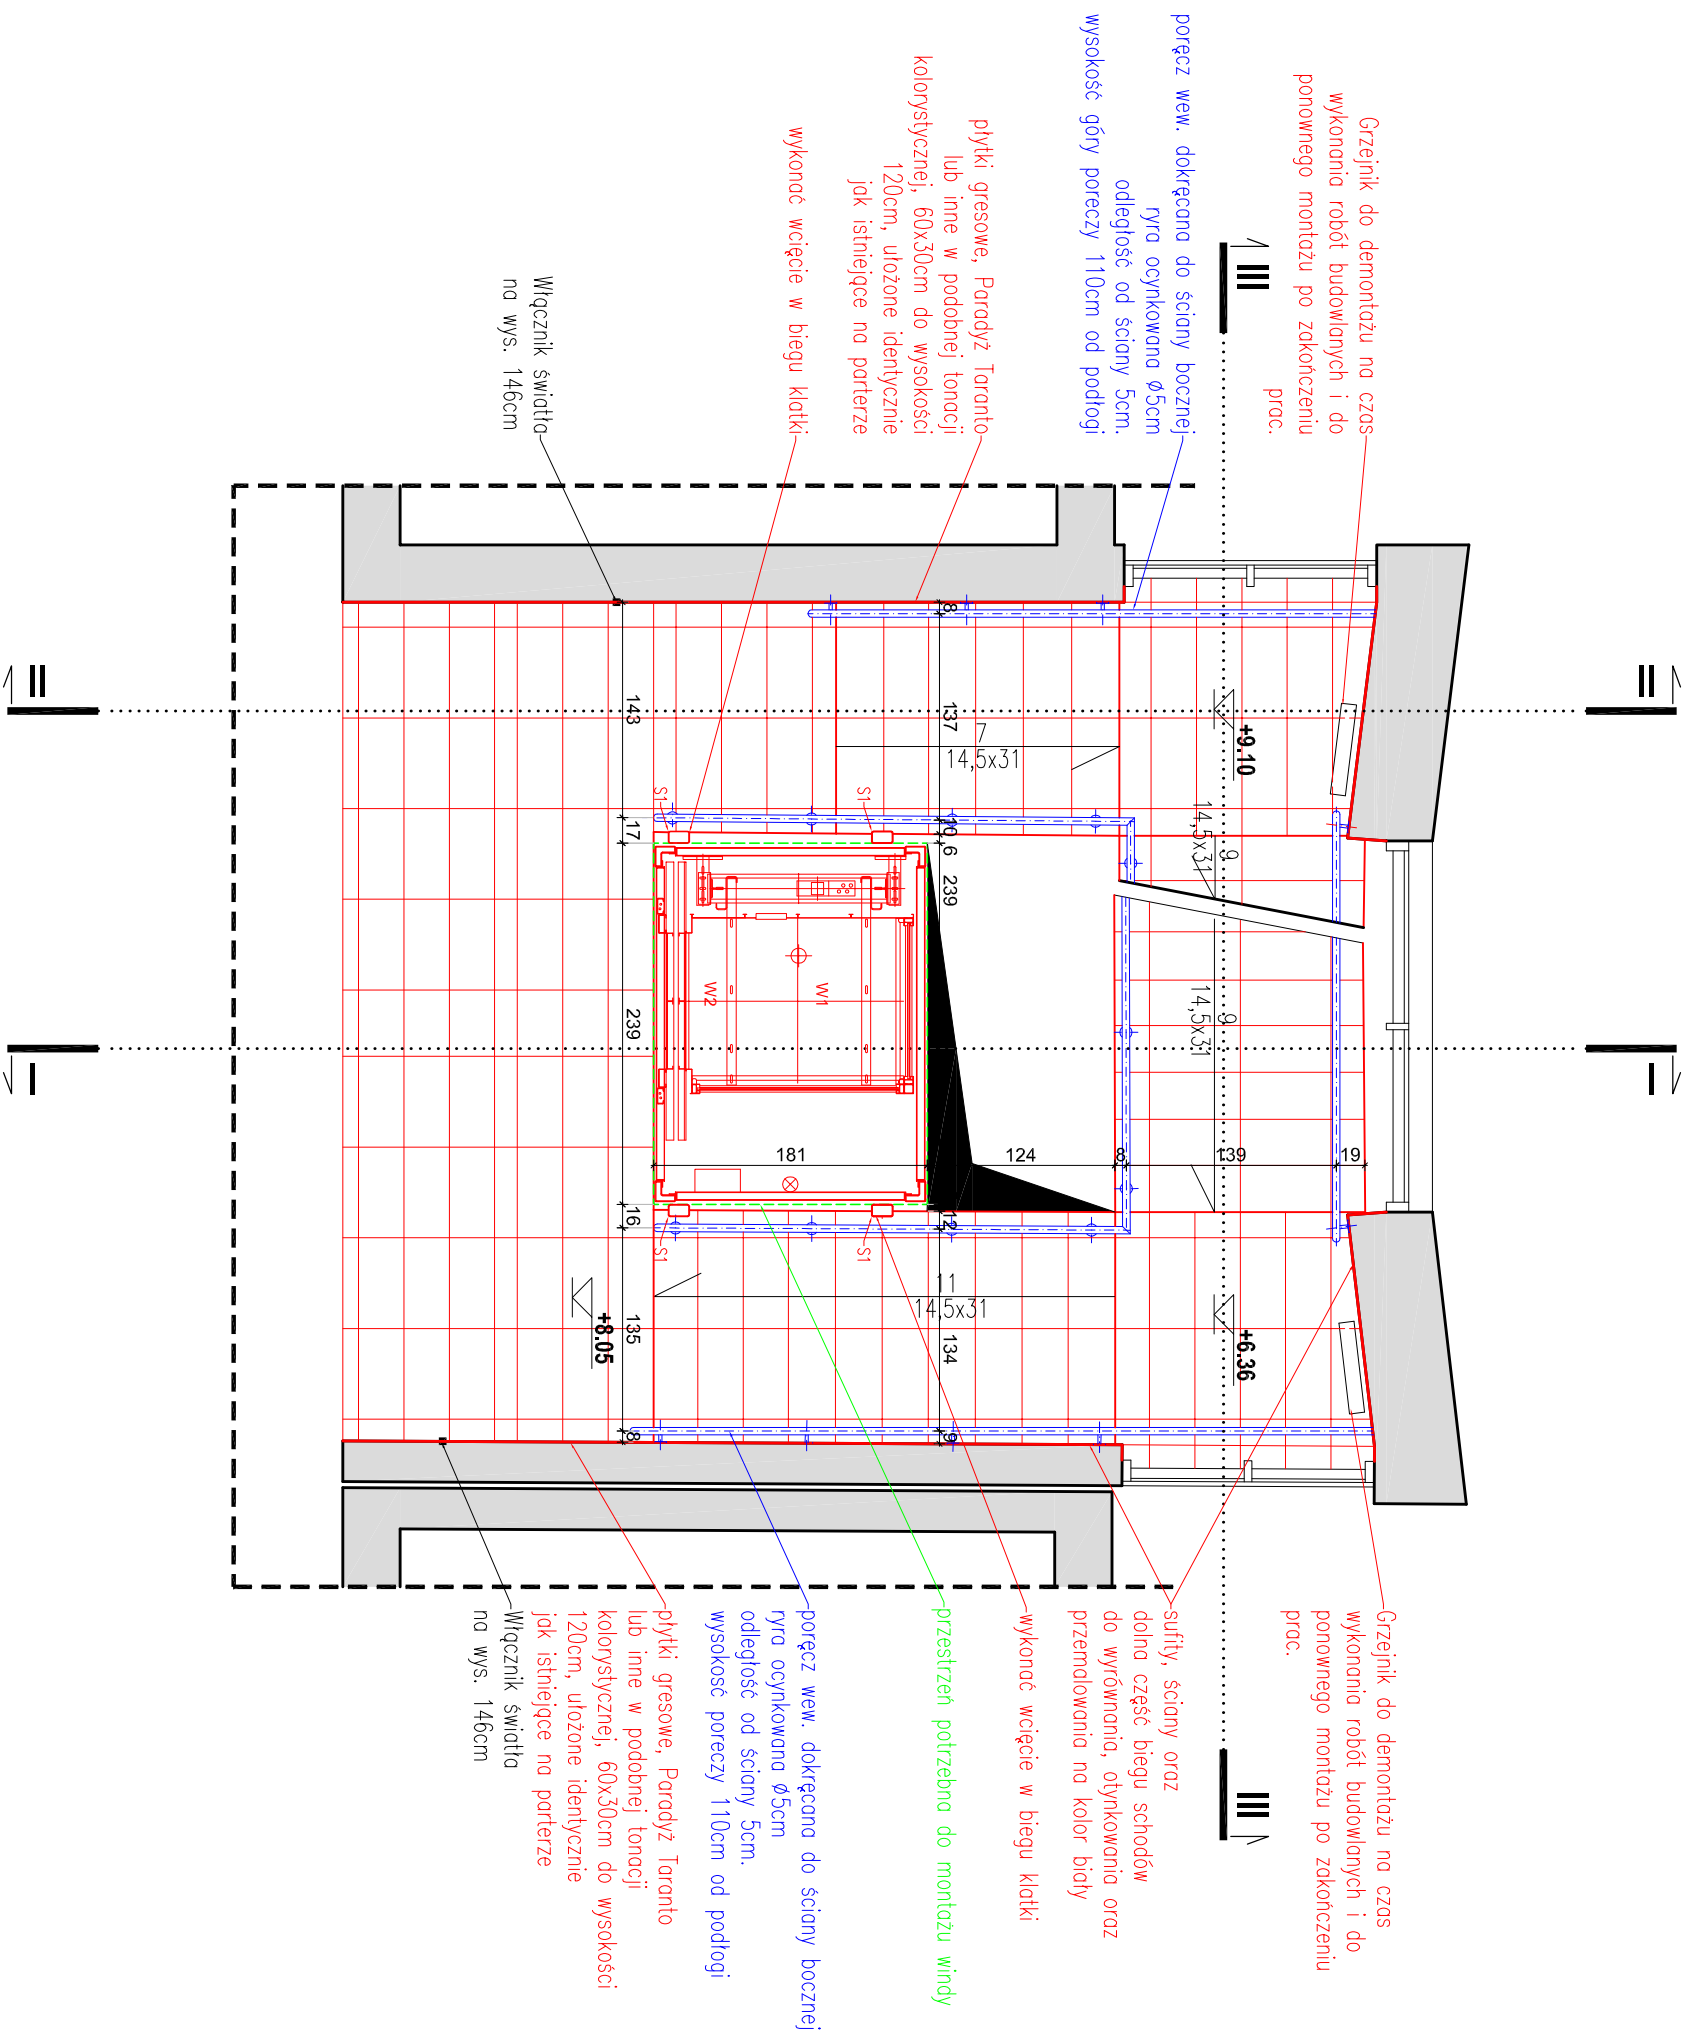 Grzejnik do demontażu na czas
wykonania robót budowlanych i do
ponownego montażu po zakończeniu
prac.
poręcz wew. dokręcana do ściany bocznej
ryra ocynkowana Ø5cm
odległość od ściany 5cm.
wysokość góry poreczy 110cm od podłogi
płytki gresowe, Paradyż Taranto
lub inne w podobnej tonacji
kolorystycznej, 60x30cm do wysokości
120cm, ułożone identycznie
jak istniejące na parterze
wykonać wcięcie w biegu klatki
Włącznik światła
na wys. 146cm
III
II
II
I
I
III
+9.10
+6.36
+8.05
7
14,5x31
9
14,5x31
9
14,5x31
11
14,5x31
8
137
10
6
239
12
134
9
143
17
239
16
135
8
181
124
8
139
19
S1
S1
S1
S1
W1
W2
Grzejnik do demontażu na czas
wykonania robót budowlanych i do
ponownego montażu po zakończeniu
prac.
sufity, ściany oraz
dolna część biegu schodów
do wyrównania, otynkowania oraz
przemalowania na kolor biały
wykonać wcięcie w biegu klatki
przestrzeń potrzebna do montażu windy
poręcz wew. dokręcana do ściany bocznej
ryra ocynkowana Ø5cm
odległość od ściany 5cm.
wysokosć poreczy 110cm od podłogi
płytki gresowe, Paradyż Taranto
lub inne w podobnej tonacji
kolorystycznej, 60x30cm do wysokości
120cm, ułożone identycznie
jak istniejące na parterze
Włącznik światła
na wys. 146cm